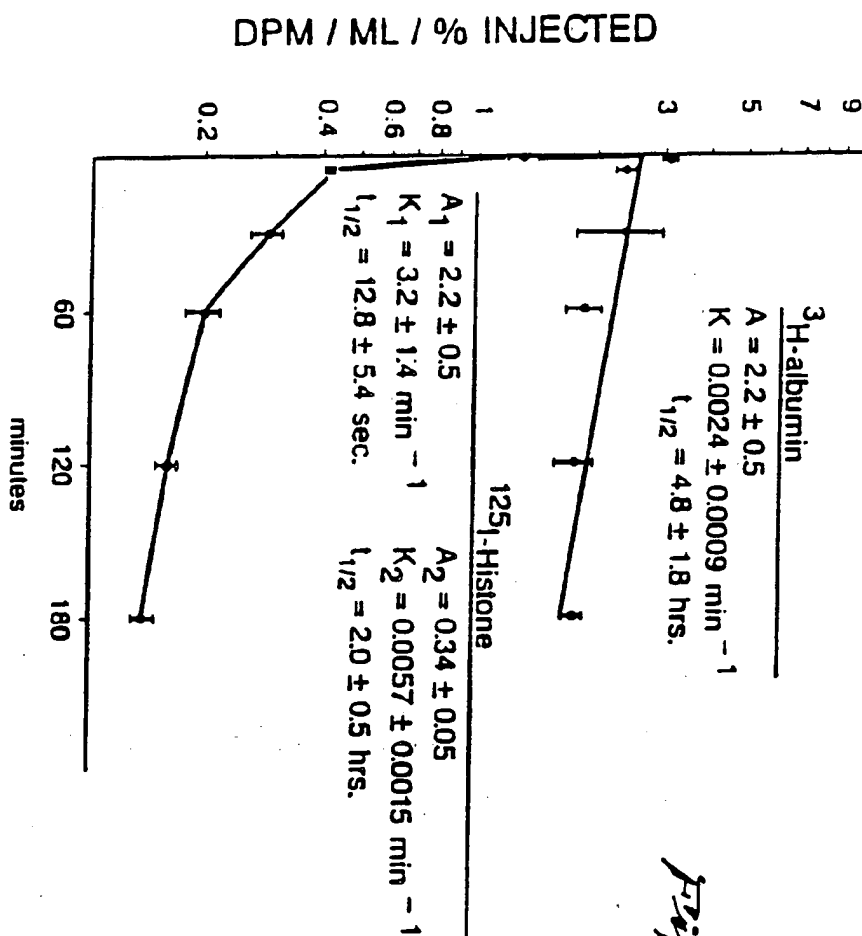 DPM / ML / % INJECTED
9
7
5
3
1
0.8
0.6
0.4
0.2
3H-albumin
A = 2.2 ± 0.5
K = 0.0024 ± 0.0009 min − 1
t1/2 = 4.8 ± 1.8 hrs.
125I-Histone
A1 = 2.2 ± 0.5
K1 = 3.2 ± 1.4 min − 1
t1/2 = 12.8 ± 5.4 sec.
A2 = 0.34 ± 0.05
K2 = 0.0057 ± 0.0015 min − 1
t1/2 = 2.0 ± 0.5 hrs.
60
120
180
minutes